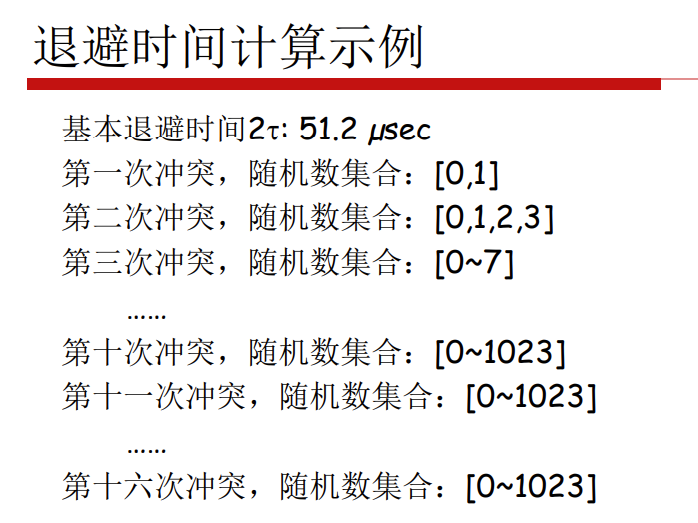 退避时间计算示例
基本退避时间2τ: 51.2 μsec
第一次冲突，随机数集合：[0,1]
第二次冲突，随机数集合：[0,1,2,3]
第三次冲突，随机数集合：[0~7]
……
第十次冲突，随机数集合：[0~1023]
第十一次冲突，随机数集合：[0~1023]
……
第十六次冲突，随机数集合：[0~1023]